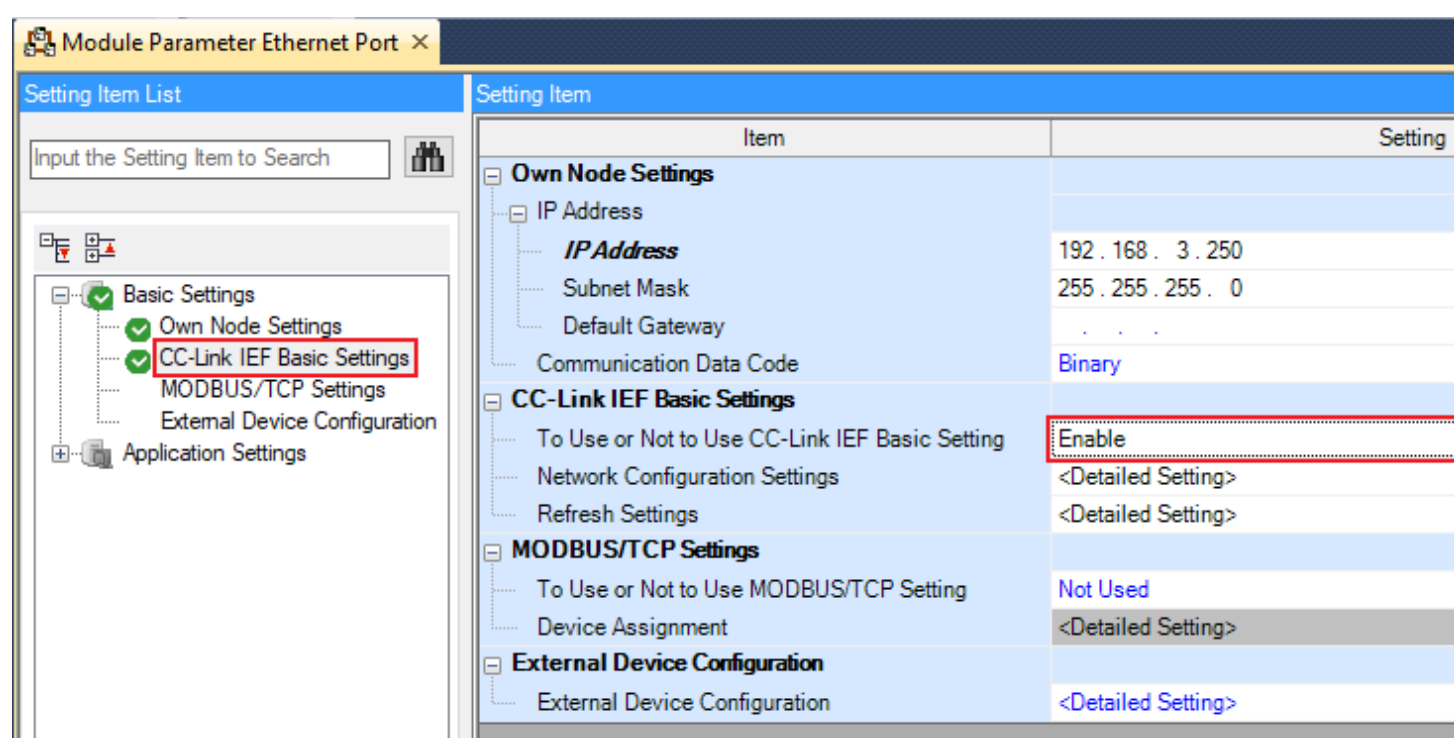 Module Parameter Ethernet Port ×
Setting Item List
Input the Setting Item to Search
Basic Settings
Own Node Settings
CC-Link IEF Basic Settings
MODBUS/TCP Settings
External Device Configuration
Application Settings
Setting Item
Item Setting
Own Node Settings
IP Address
IP Address 192 . 168 . 3 . 250
Subnet Mask 255 . 255 . 255 . 0
Default Gateway . . .
Communication Data Code Binary
CC-Link IEF Basic Settings
To Use or Not to Use CC-Link IEF Basic Setting Enable
Network Configuration Settings <Detailed Setting>
Refresh Settings <Detailed Setting>
MODBUS/TCP Settings
To Use or Not to Use MODBUS/TCP Setting Not Used
Device Assignment <Detailed Setting>
External Device Configuration
External Device Configuration <Detailed Setting>